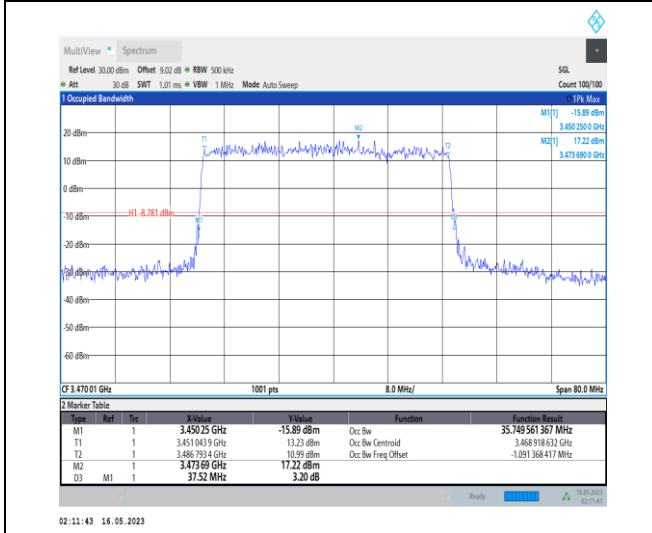 MultiView Spectrum
Ref Level 30.00 dBm Offset 9.02 dB RBW 500 kHz SGL
Att 30 dB SWT 1.01 ms VBW 1 MHz Mode Auto Sweep Count 100/100
1 Occupied Bandwidth 1Pk Max
M1[1] -15.89 dBm
3.450 250 0 GHz
M2[1] 17.22 dBm
3.473 690 0 GHz
M2
20 dBm
T1
T2
10 dBm
0 dBm
H1 -8.781 dBm
-10 dBm
M1
D3
-20 dBm
-30 dBm
-40 dBm
-50 dBm
-60 dBm
CF 3.470 01 GHz 1001 pts 8.0 MHz/ Span 80.0 MHz
2 Marker Table
Type Ref Trc X-Value Y-Value Function Function Result
M1 1 3.450 25 GHz -15.89 dBm Occ Bw 35.749 561 367 MHz
T1 1 3.451 043 9 GHz 13.23 dBm Occ Bw Centroid 3.468 918 632 GHz
T2 1 3.486 793 4 GHz 10.99 dBm Occ Bw Freq Offset -1.091 368 417 MHz
M2 1 3.473 69 GHz 17.22 dBm
D3 M1 1 37.52 MHz 3.20 dB
Ready 16.05.2023
02:11:43 16.05.2023